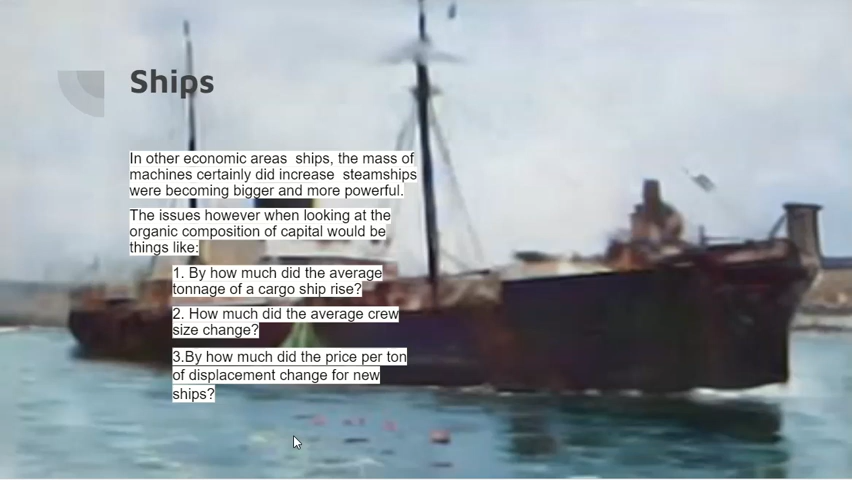 Ships
In other economic areas  ships, the mass of
machines certainly did increase  steamships
were becoming bigger and more powerful.
The issues however when looking at the
organic composition of capital would be
things like:
1. By how much did the average
tonnage of a cargo ship rise?
2. How much did the average crew
size change?
3.By how much did the price per ton
of displacement change for new
ships?